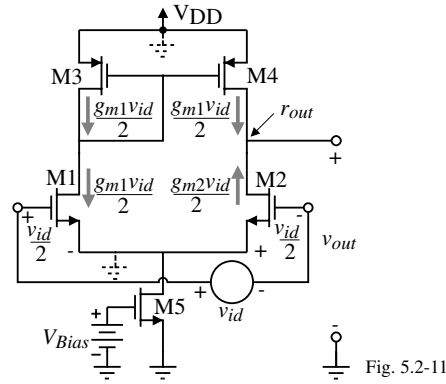 VDD
M3
M4
gm1vid
2
gm1vid
2
rout
+
M1
gm1vid
2
gm2vid
2
M2
+
vid
2
-
+
-
vid
2
vout
+
-
vid
M5
+
VBias
-
-
Fig. 5.2-11